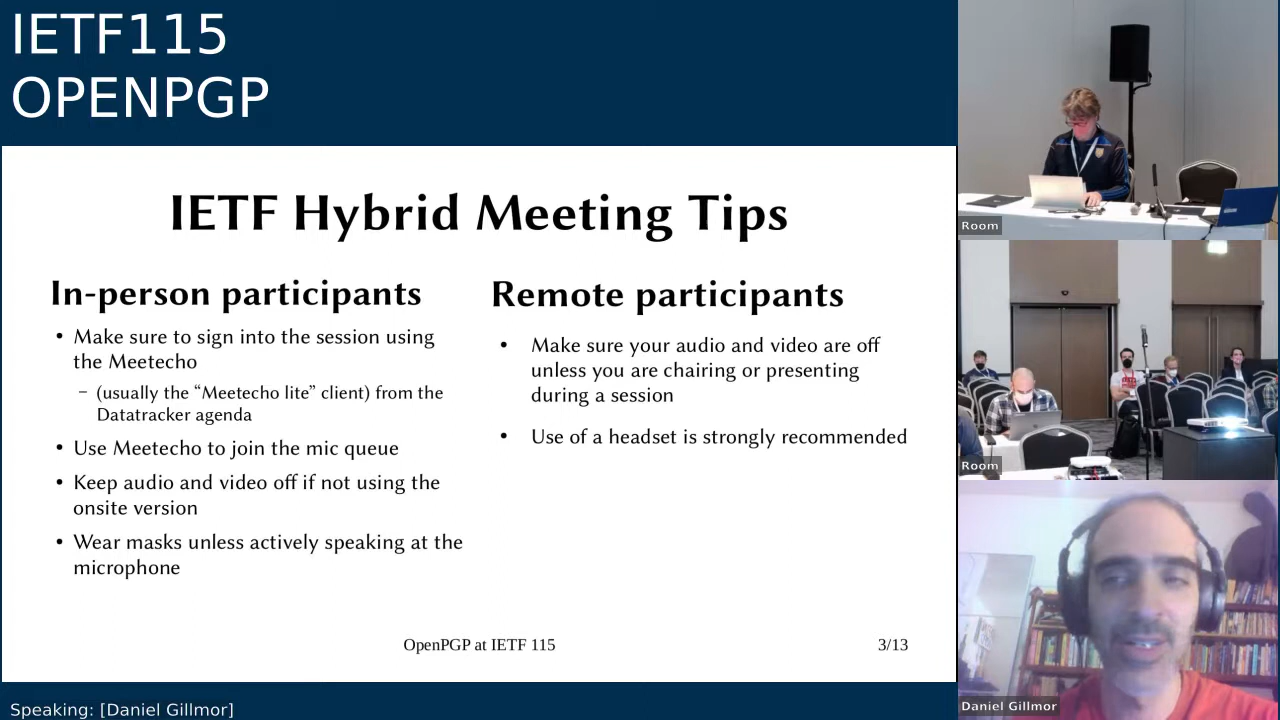 IETF115
OPENPGP
IETF Hybrid Meeting Tips
In-person participants
• Make sure to sign into the session using
the Meetecho
– (usually the “Meetecho lite” client) from the
Datatracker agenda
• Use Meetecho to join the mic queue
• Keep audio and video off if not using the
onsite version
• Wear masks unless actively speaking at the
microphone
Remote participants
• Make sure your audio and video are off
unless you are chairing or presenting
during a session
• Use of a headset is strongly recommended
OpenPGP at IETF 115
3/13
Speaking: [Daniel Gillmor]
Room
Room
Daniel Gillmor